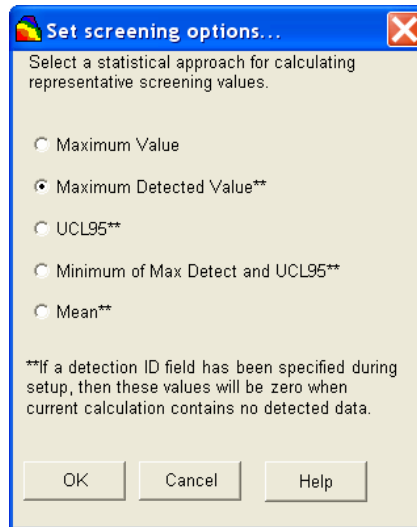 Set screening options...
Select a statistical approach for calculating
representative screening values.
Maximum Value
Maximum Detected Value**
UCL95**
Minimum of Max Detect and UCL95**
Mean**
**If a detection ID field has been specified during
setup, then these values will be zero when
current calculation contains no detected data.
OK
Cancel
Help